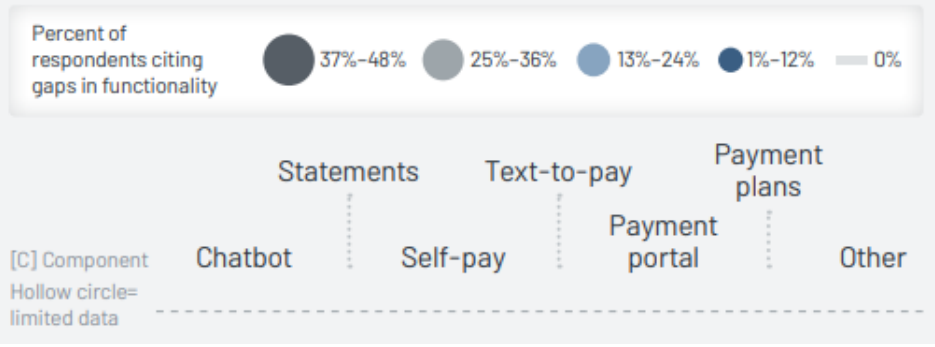 Percent of
respondents citing
gaps in functionality
37%–48%
25%–36%
13%–24%
1%–12%
0%
Statements
Text-to-pay
Payment
plans
[C] Component
Chatbot
Self-pay
Payment
portal
Other
Hollow circle=
limited data